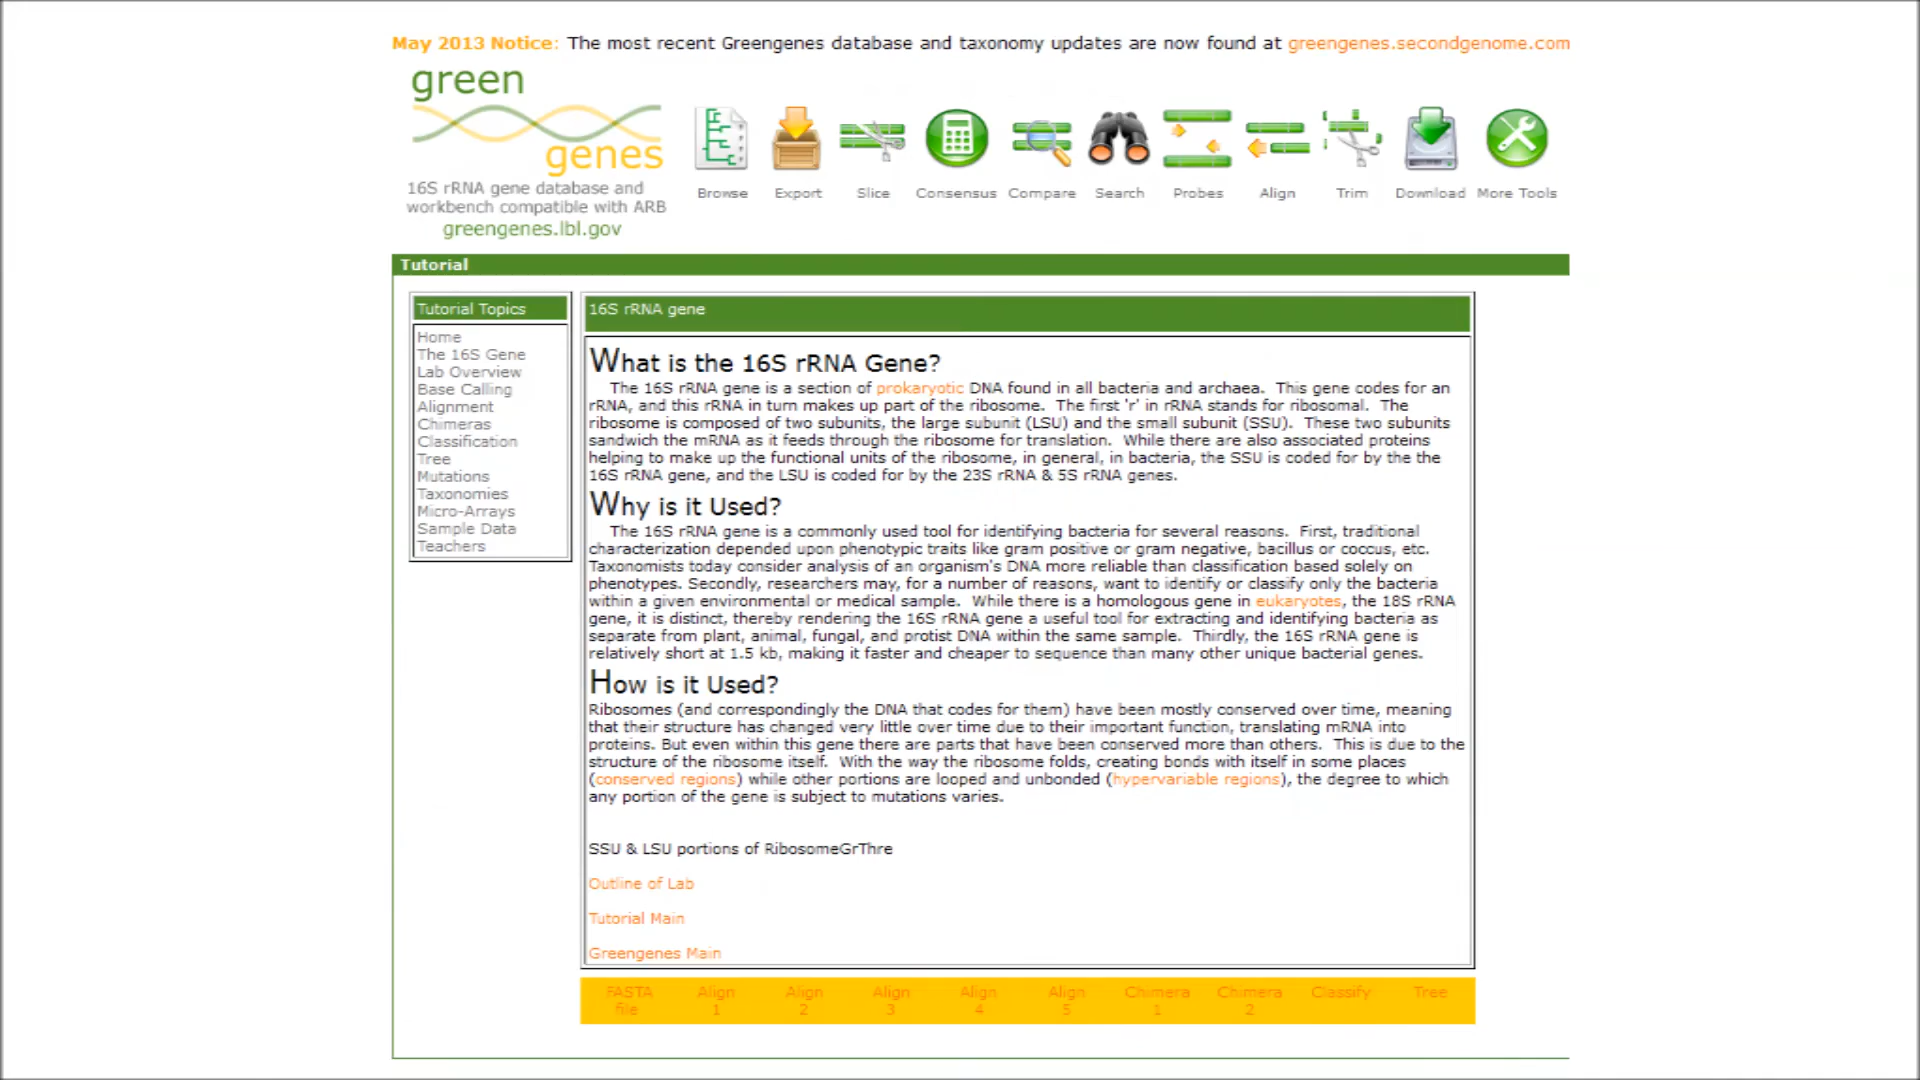 May 2013 Notice: The most recent Greengenes database and taxonomy updates are now found at greengenes.secondgenome.com
green
genes
16S rRNA gene database and
workbench compatible with ARB
greengenes.lbl.gov
Browse Export Slice Consensus Compare Search Probes Align Trim Download More Tools
Tutorial
Tutorial Topics
Home
The 16S Gene
Lab Overview
Base Calling
Alignment
Chimeras
Classification
Tree
Mutations
Taxonomies
Micro-Arrays
Sample Data
Teachers
16S rRNA gene
What is the 16S rRNA Gene?
The 16S rRNA gene is a section of prokaryotic DNA found in all bacteria and archaea. This gene codes for an
rRNA, and this rRNA in turn makes up part of the ribosome. The first 'r' in rRNA stands for ribosomal. The
ribosome is composed of two subunits, the large subunit (LSU) and the small subunit (SSU). These two subunits
sandwich the mRNA as it feeds through the ribosome for translation. While there are also associated proteins
helping to make up the functional units of the ribosome, in general, in bacteria, the SSU is coded for by the the
16S rRNA gene, and the LSU is coded for by the 23S rRNA & 5S rRNA genes.
Why is it Used?
The 16S rRNA gene is a commonly used tool for identifying bacteria for several reasons. First, traditional
characterization depended upon phenotypic traits like gram positive or gram negative, bacillus or coccus, etc.
Taxonomists today consider analysis of an organism's DNA more reliable than classification based solely on
phenotypes. Secondly, researchers may, for a number of reasons, want to identify or classify only the bacteria
within a given environmental or medical sample. While there is a homologous gene in eukaryotes, the 18S rRNA
gene, it is distinct, thereby rendering the 16S rRNA gene a useful tool for extracting and identifying bacteria as
separate from plant, animal, fungal, and protist DNA within the same sample. Thirdly, the 16S rRNA gene is
relatively short at 1.5 kb, making it faster and cheaper to sequence than many other unique bacterial genes.
How is it Used?
Ribosomes (and correspondingly the DNA that codes for them) have been mostly conserved over time, meaning
that their structure has changed very little over time due to their important function, translating mRNA into
proteins. But even within this gene there are parts that have been conserved more than others. This is due to the
structure of the ribosome itself. With the way the ribosome folds, creating bonds with itself in some places
(conserved regions) while other portions are looped and unbonded (hypervariable regions), the degree to which
any portion of the gene is subject to mutations varies.
SSU & LSU portions of RibosomeGrThre
Outline of Lab
Tutorial Main
Greengenes Main
FASTA Align Align Align Align Align Chimera Chimera Classify Tree
file 1 2 3 4 5 1 2